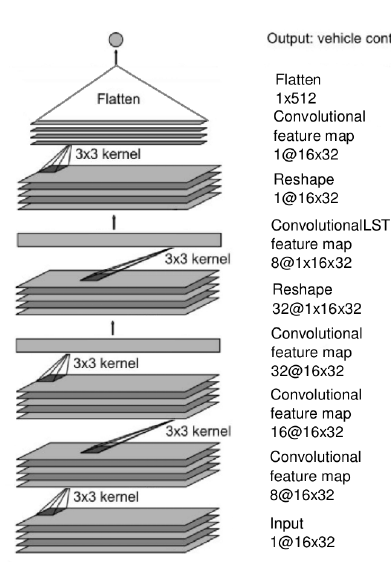 Output: vehicle cont
Flatten
Flatten
1x512
Convolutional
feature map
1@16x32
3x3 kernel
Reshape
1@16x32
ConvolutionalLST
feature map
8@1x16x32
3x3 kernel
Reshape
32@1x16x32
Convolutional
feature map
32@16x32
3x3 kernel
Convolutional
feature map
16@16x32
3x3 kernel
Convolutional
feature map
8@16x32
3x3 kernel
Input
1@16x32